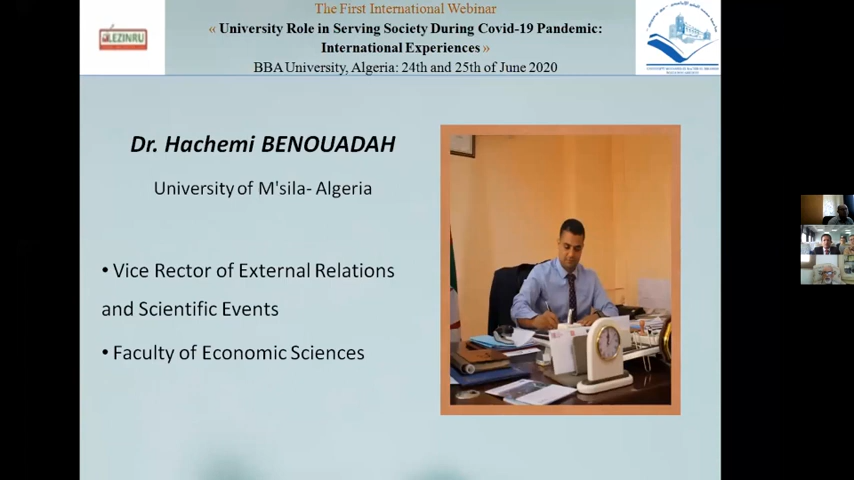 The First International Webinar
« University Role in Serving Society During Covid-19 Pandemic:
International Experiences »
BBA University, Algeria: 24th and 25th of June 2020
Dr. Hachemi BENOUADAH
University of M'sila- Algeria
• Vice Rector of External Relations
and Scientific Events
• Faculty of Economic Sciences